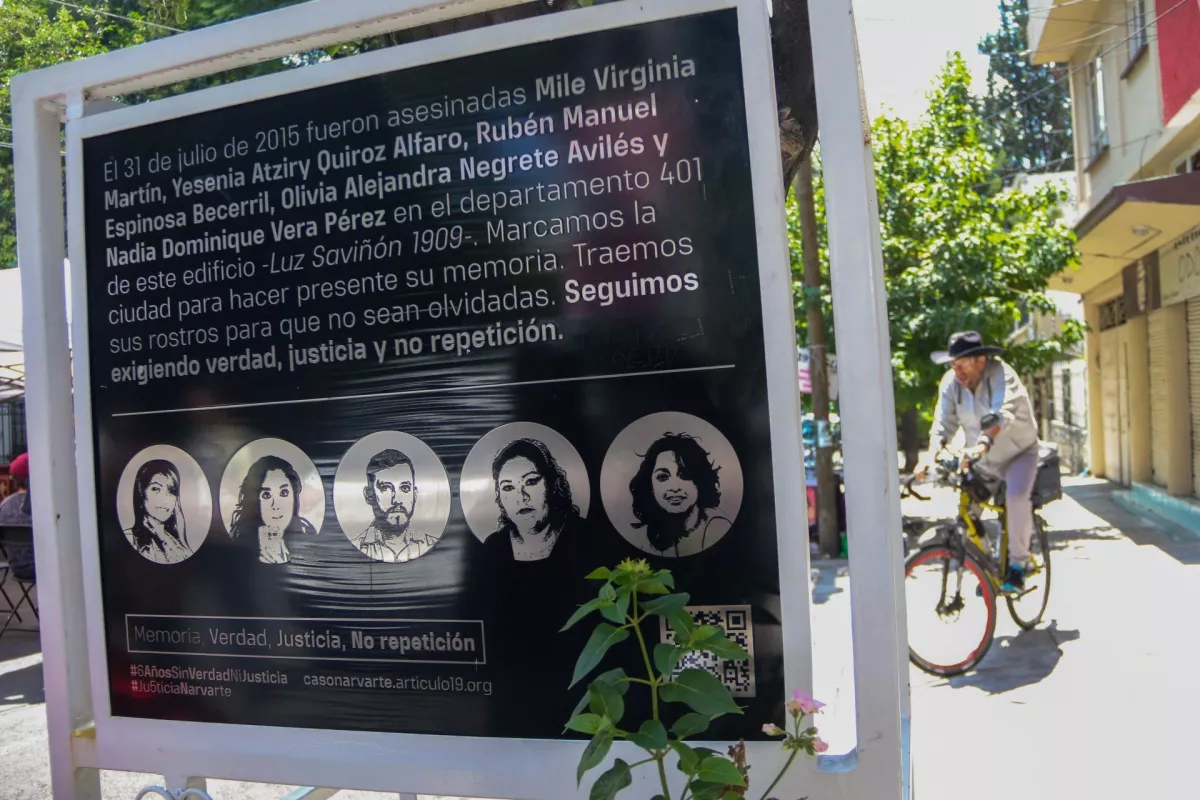 El 31 de julio de 2015 fueron asesinadas Mile Virginia
Martín, Yesenia Atziry Quiroz Alfaro, Rubén Manuel
Espinosa Becerril, Olivia Alejandra Negrete Avilés y
Nadia Dominique Vera Pérez en el departamento 401
de este edificio -Luz Saviñón 1909-. Marcamos la
ciudad para hacer presente su memoria. Traemos
sus rostros para que no sean olvidadas. Seguimos
exigiendo verdad, justicia y no repetición.
Memoria, Verdad, Justicia, No repetición
#6AñosSinVerdadNiJusticia
#Ju5ticiaNarvarte
casonarvarte.articulo19.org